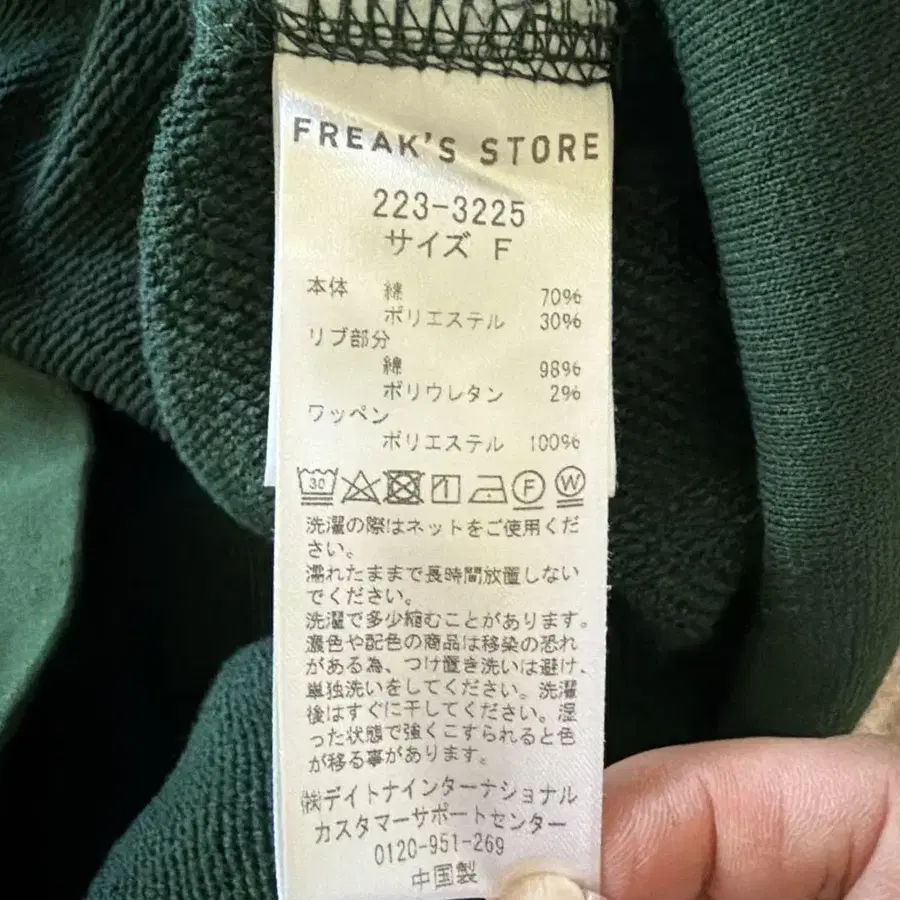 FREAK'S STORE
223-3225
サイズ F
本体 綿 70%
ポリエステル 30%
リブ部分
綿 98%
ポリウレタン 2%
ワッペン
ポリエステル 100%
30 F W
洗濯の際はネットをご使用くだ
さい。
濡れたままで長時間放置しない
でください。
洗濯で多少縮むことがあります。
濃色や配色の商品は移染の恐れ
がある為、つけ置き洗いは避け、
単独洗いをしてください。洗濯
後はすぐに干してください。湿
った状態で強くこすられると色
が移る事があります。
㈱デイトナインターナショナル
カスタマーサポートセンター
0120-951-269
中国製